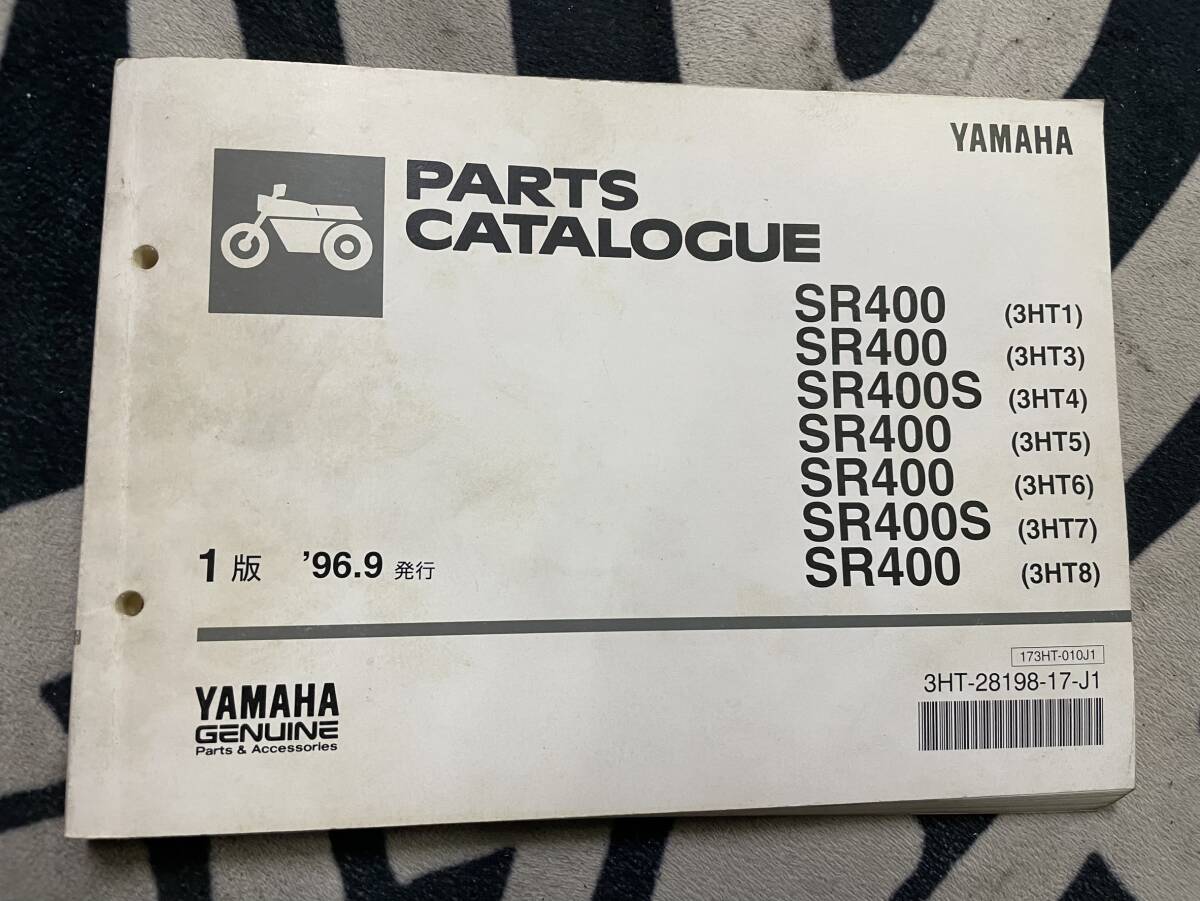 YAMAHA
PARTS
CATALOGUE
SR400 (3HT1)
SR400 (3HT3)
SR400S (3HT4)
SR400 (3HT5)
SR400 (3HT6)
SR400S (3HT7)
SR400 (3HT8)
1版 '96.9 発行
173HT-010J1
3HT-28198-17-J1
YAMAHA
GENUINE
Parts & Accessories